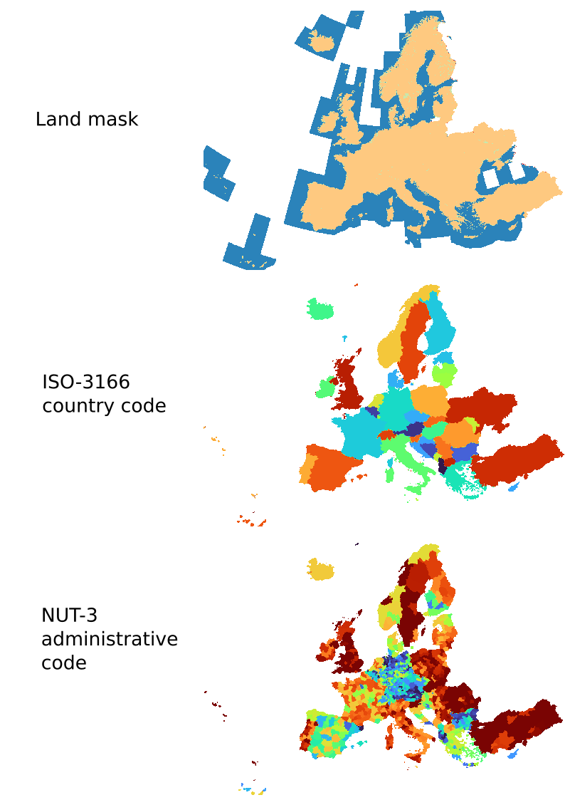 Land mask
ISO-3166
country code
NUT-3
administrative
code